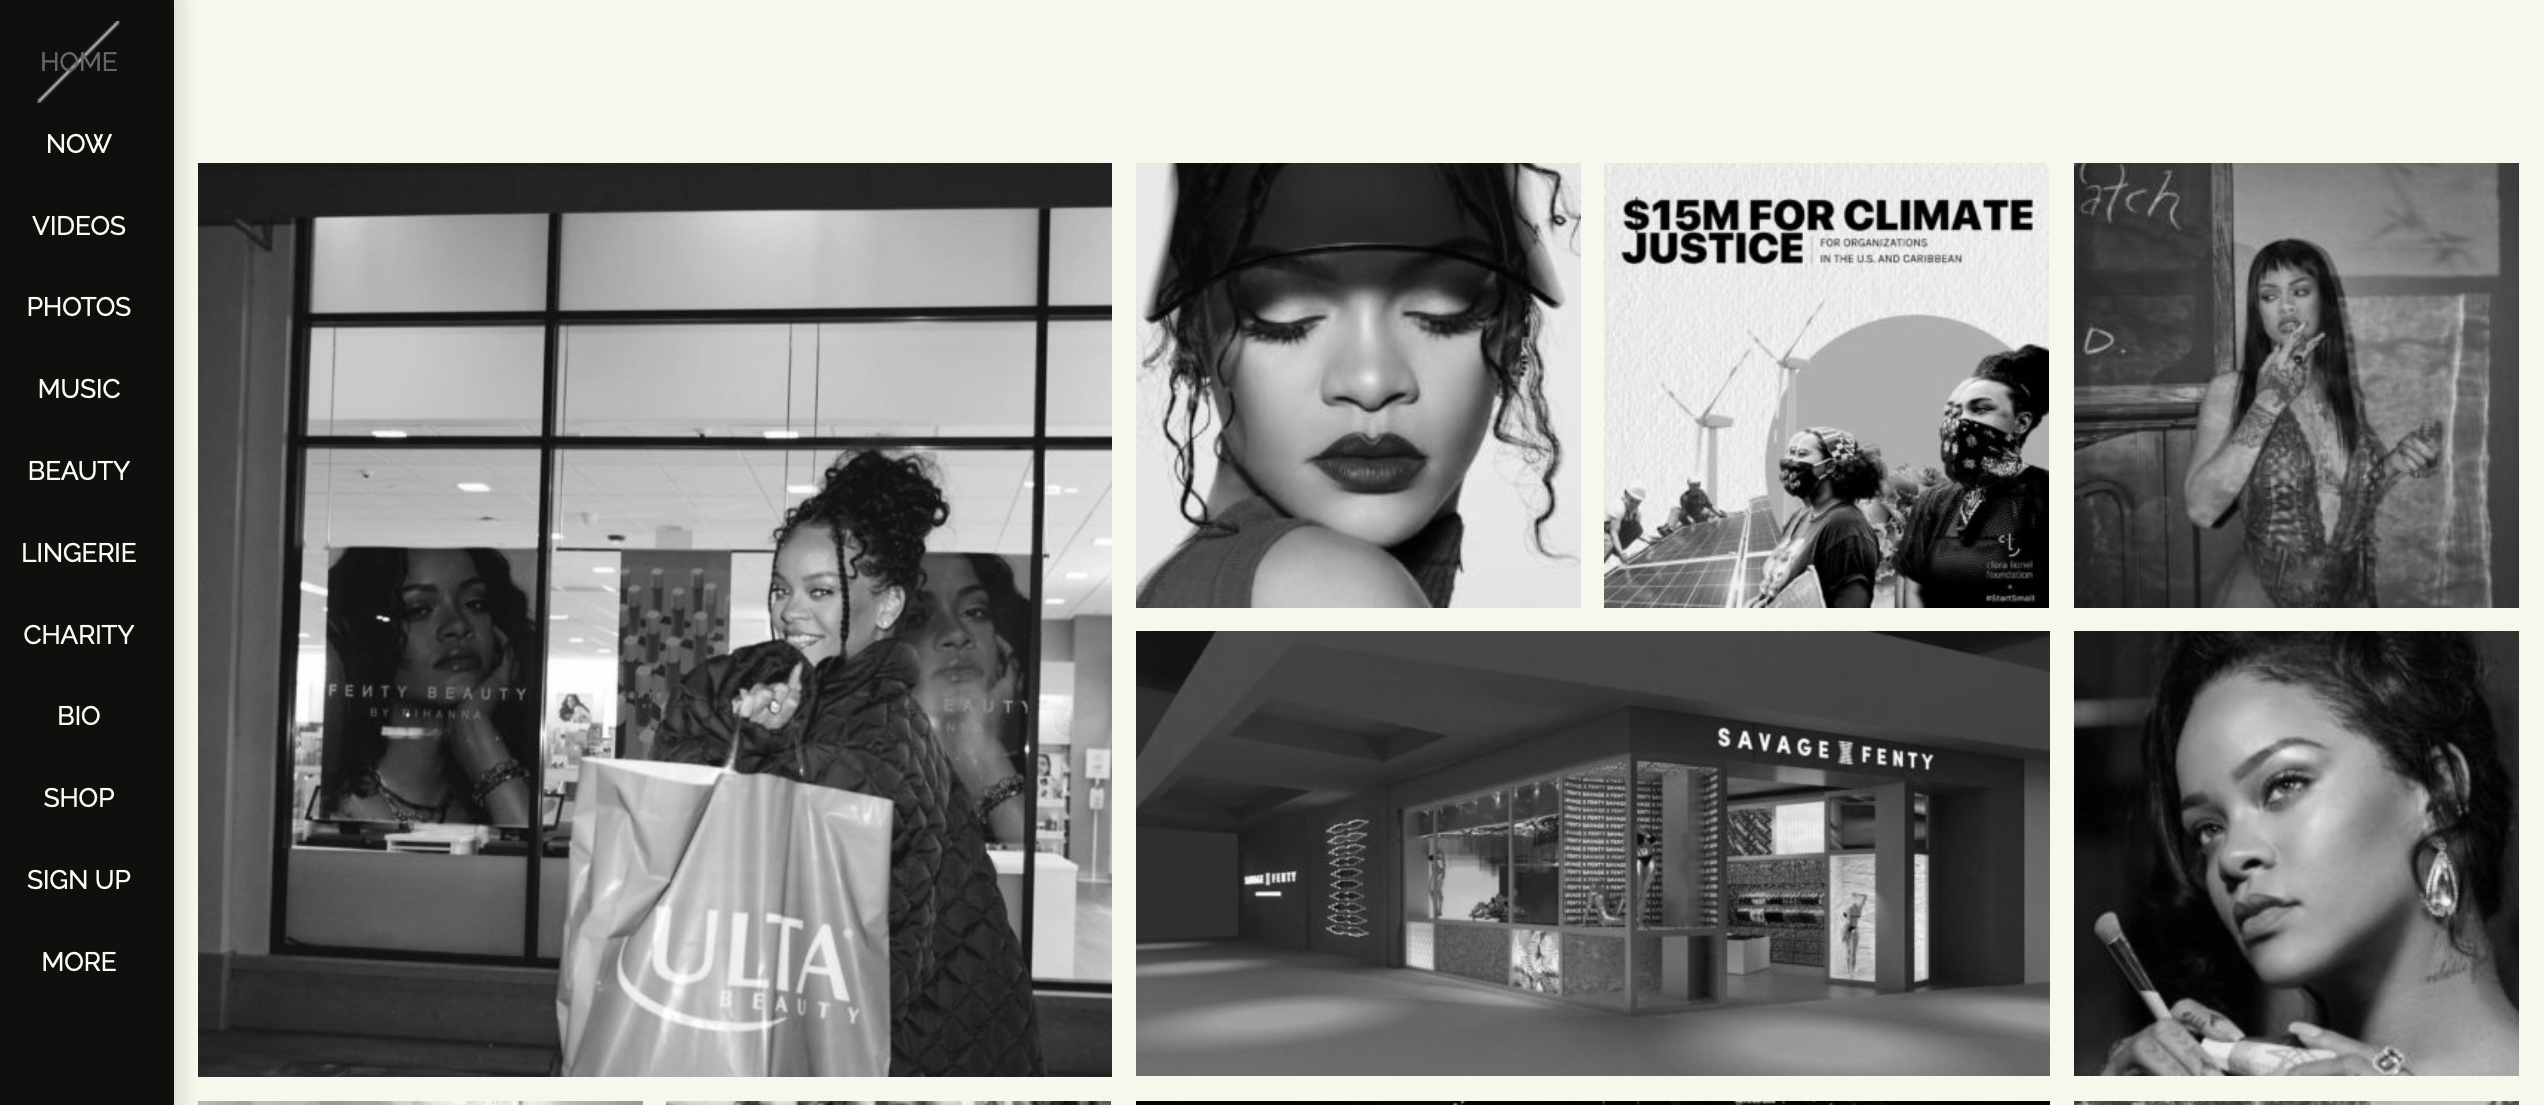 HOME
NOW
VIDEOS
PHOTOS
MUSIC
BEAUTY
LINGERIE
CHARITY
BIO
SHOP
SIGN UP
MORE
FENTY BEAUTY
BY RIHANNA
BEAUTY
ULTA
BEAUTY
$15M FOR CLIMATE
JUSTICE
FOR ORGANIZATIONS
IN THE U.S. AND CARIBBEAN
clara lionel
foundation
+
#StartSmall
atch
D.
SAVAGE X FENTY
SAVAGE X FENTY